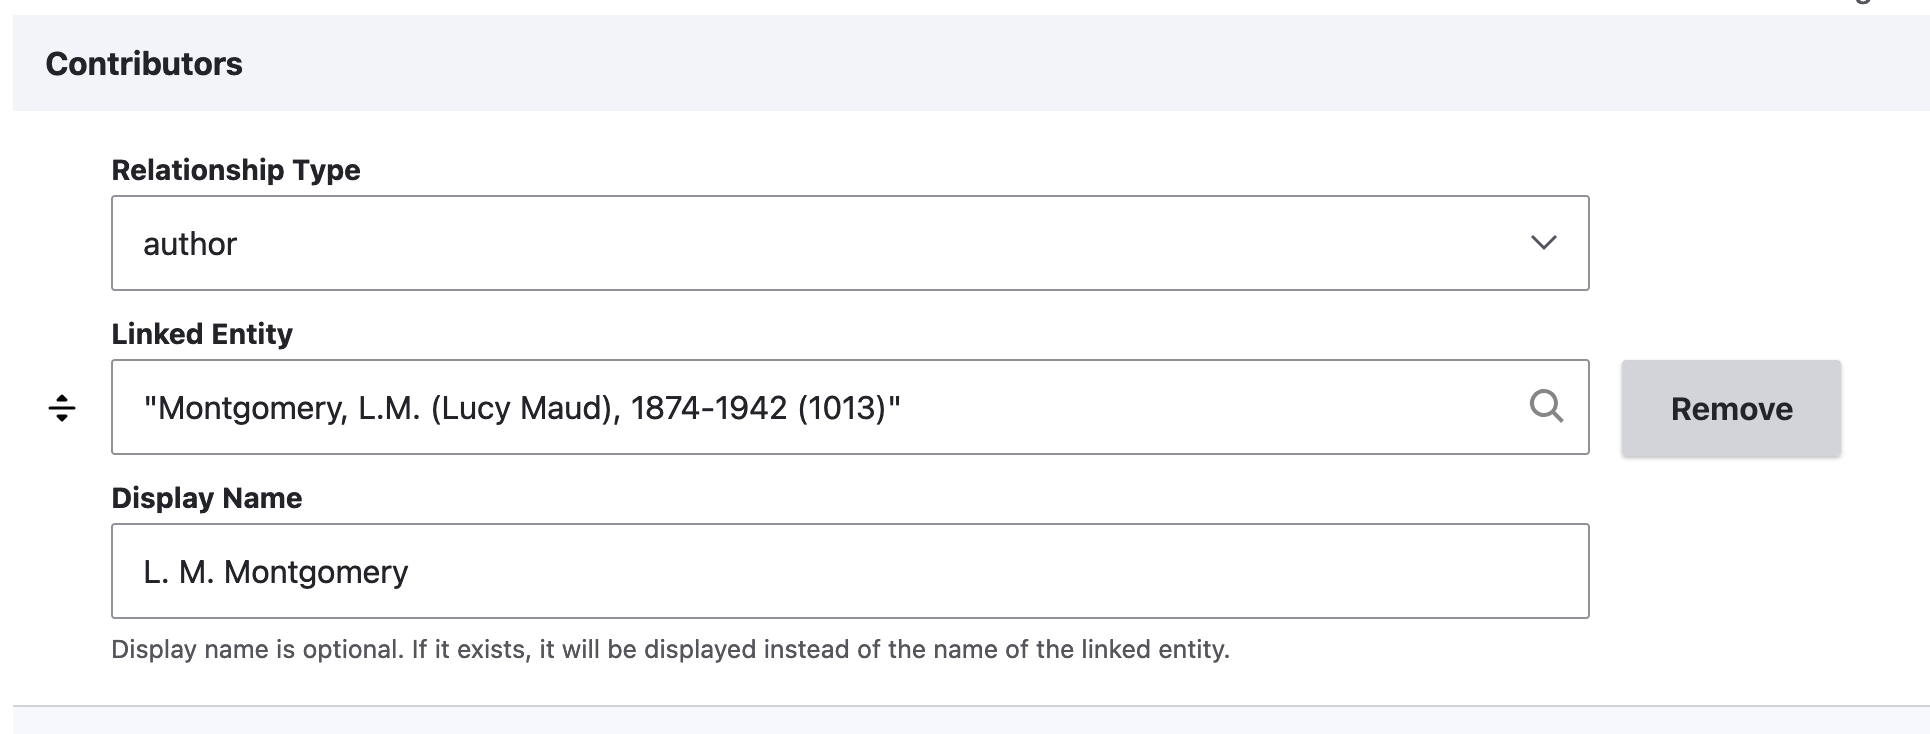 Contributors
Relationship Type
author
Linked Entity
"Montgomery, L.M. (Lucy Maud), 1874-1942 (1013)"
Remove
Display Name
L. M. Montgomery
Display name is optional. If it exists, it will be displayed instead of the name of the linked entity.